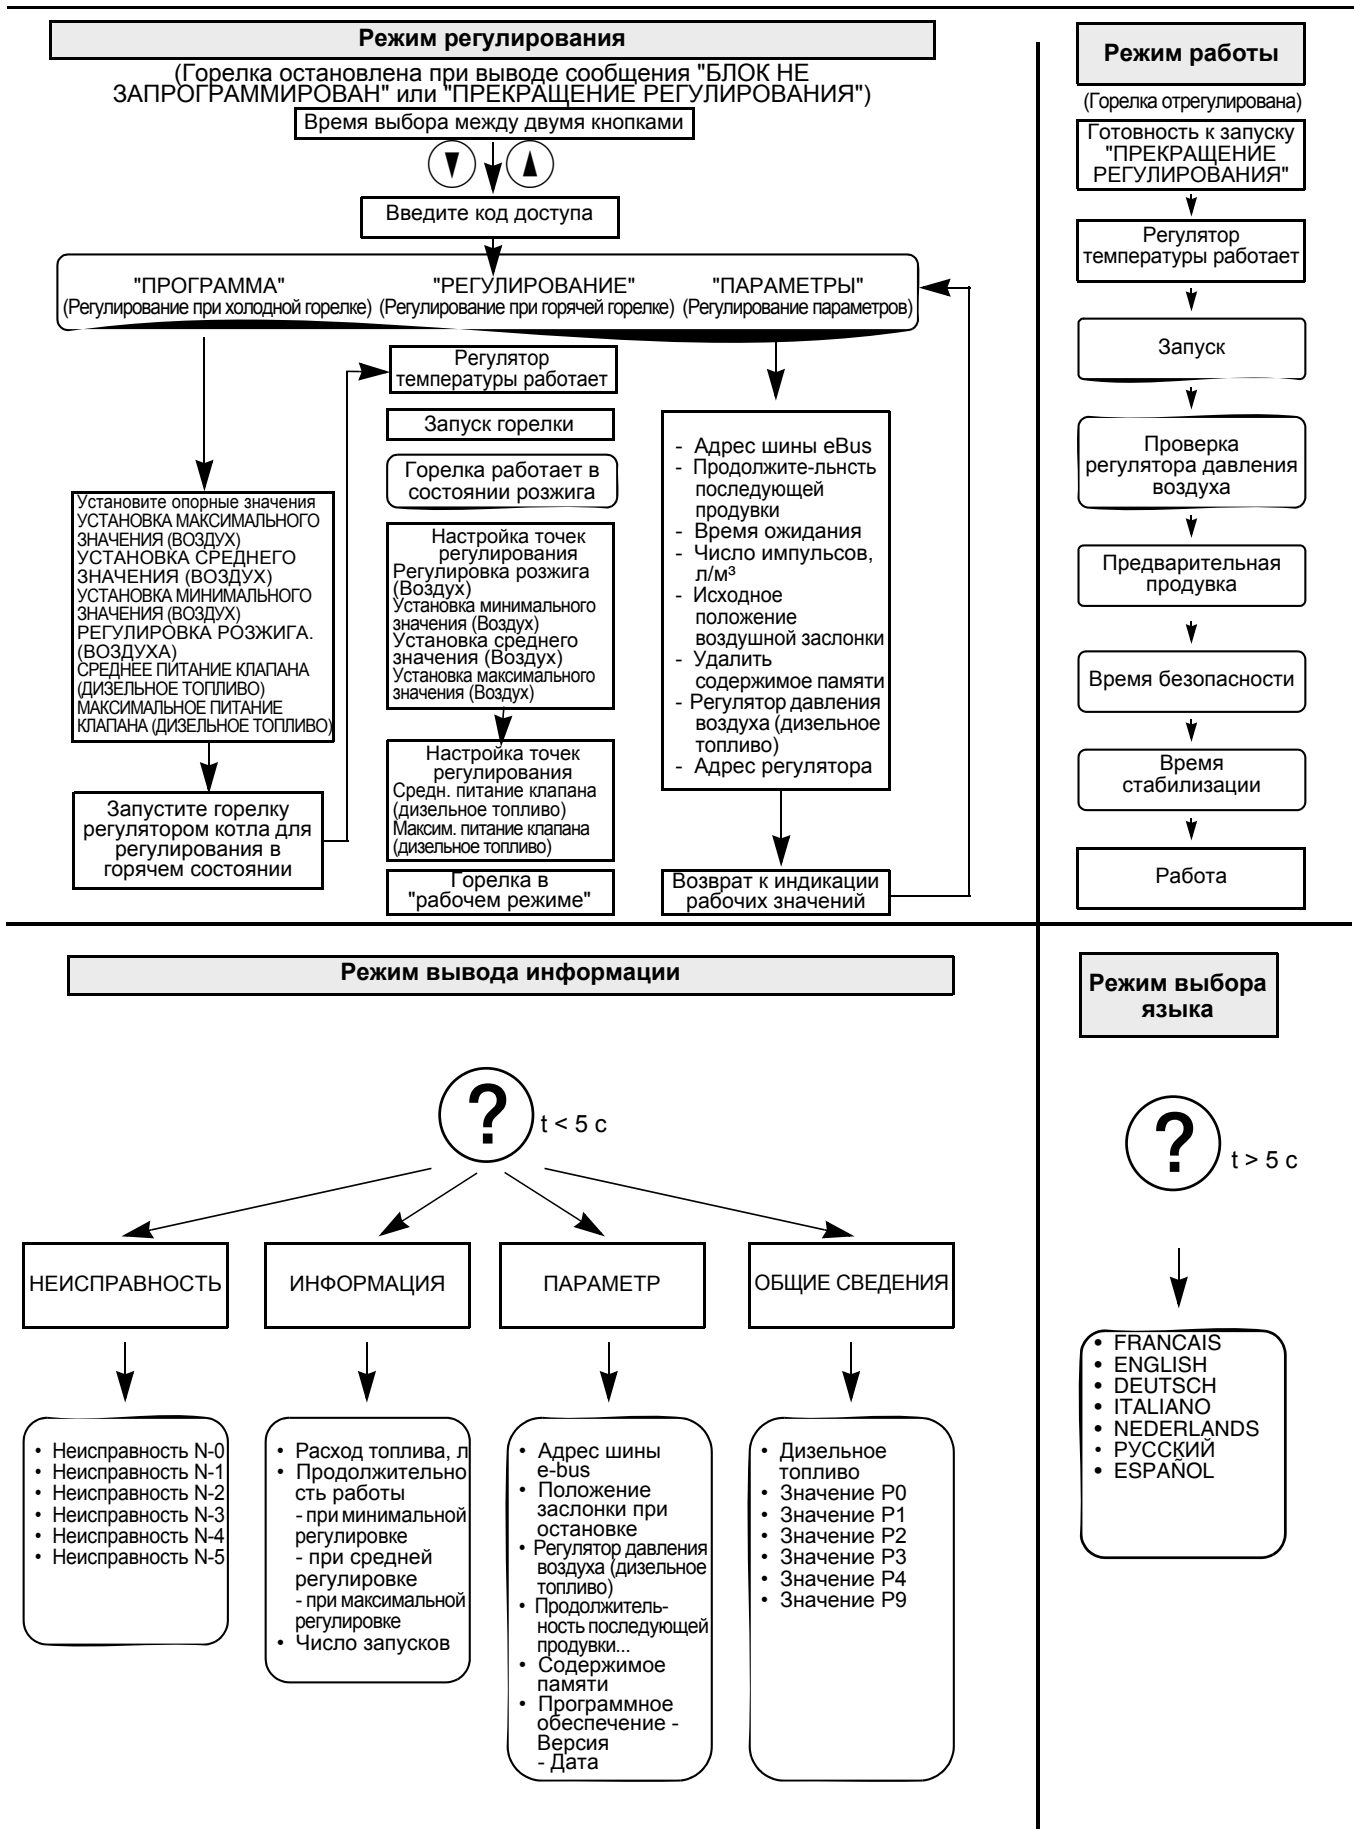 Режим регулирования
(Горелка остановлена при выводе сообщения "БЛОК НЕ
ЗАПРОГРАММИРОВАН" или "ПРЕКРАЩЕНИЕ РЕГУЛИРОВАНИЯ")
Время выбора между двумя кнопками
Введите код доступа
"ПРОГРАММА"
(Регулирование при холодной горелке)
"РЕГУЛИРОВАНИЕ"
(Регулирование при горячей горелке)
"ПАРАМЕТРЫ"
(Регулирование параметров)
Установите опорные значения
УСТАНОВКА МАКСИМАЛЬНОГО
ЗНАЧЕНИЯ (ВОЗДУХ)
УСТАНОВКА СРЕДНЕГО
ЗНАЧЕНИЯ (ВОЗДУХ)
УСТАНОВКА МИНИМАЛЬНОГО
ЗНАЧЕНИЯ (ВОЗДУХ)
РЕГУЛИРОВКА РОЗЖИГА.
(ВОЗДУХА)
СРЕДНЕЕ ПИТАНИЕ КЛАПАНА
(ДИЗЕЛЬНОЕ ТОПЛИВО)
МАКСИМАЛЬНОЕ ПИТАНИЕ
КЛАПАНА (ДИЗЕЛЬНОЕ ТОПЛИВО)
Запустите горелку
регулятором котла для
регулирования в
горячем состоянии
Регулятор
температуры работает
Запуск горелки
Горелка работает в
состоянии розжига
Настройка точек
регулирования
Регулировка розжига
(Воздух)
Установка минимального
значения (Воздух)
Установка среднего
значения (Воздух)
Установка максимального
значения (Воздух)
Настройка точек
регулирования
Средн. питание клапана
(дизельное топливо)
Максим. питание клапана
(дизельное топливо)
Горелка в
"рабочем режиме"
- Адрес шины eBus
- Продолжите-льнсть
последующей
продувки
- Время ожидания
- Число импульсов,
л/м³
- Исходное
положение
воздушной заслонки
- Удалить
содержимое памяти
- Регулятор давления
воздуха (дизельное
топливо)
- Адрес регулятора
Возврат к индикации
рабочих значений
Режим работы
(Горелка отрегулирована)
Готовность к запуску
"ПРЕКРАЩЕНИЕ
РЕГУЛИРОВАНИЯ"
Регулятор
температуры работает
Запуск
Проверка
регулятора давления
воздуха
Предварительная
продувка
Время безопасности
Время
стабилизации
Работа
Режим вывода информации
?
t < 5 с
НЕИСПРАВНОСТЬ
ИНФОРМАЦИЯ
ПАРАМЕТР
ОБЩИЕ СВЕДЕНИЯ
• Неисправность N-0
• Неисправность N-1
• Неисправность N-2
• Неисправность N-3
• Неисправность N-4
• Неисправность N-5
• Расход топлива, л
• Продолжительно
сть работы
- при минимальной
регулировке
- при средней
регулировке
- при максимальной
регулировке
• Число запусков
• Адрес шины
e-bus
• Положение
заслонки при
остановке
• Регулятор давления
воздуха (дизельное
топливо)
• Продолжитель-
ность последующей
продувки...
• Содержимое
памяти
• Программное
обеспечение -
Версия
- Дата
• Дизельное
топливо
• Значение P0
• Значение P1
• Значение P2
• Значение P3
• Значение P4
• Значение P9
Режим выбора
языка
?
t > 5 с
• FRANCAIS
• ENGLISH
• DEUTSCH
• ITALIANO
• NEDERLANDS
• РУССКИЙ
• ESPAÑOL